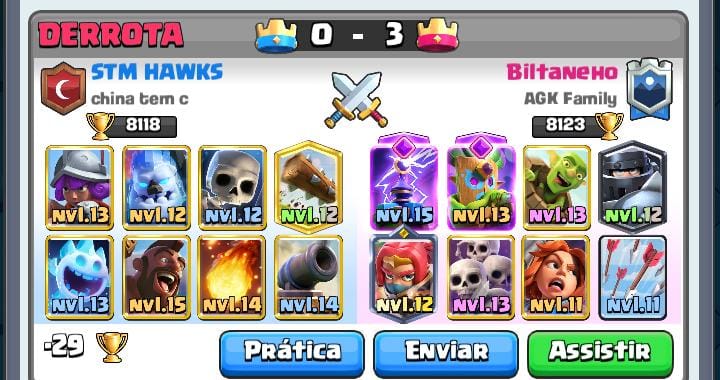 DERROTA 0 - 3
STM HAWKS Biltaneho
china tem c AGK Family
8118 8123
Nvl.13 Nvl.12 Nvl.12 Nvl.12 Nvl.15 Nvl.13 Nvl.13 Nvl.12
Nvl.13 Nvl.15 Nvl.14 Nvl.14 Nvl.12 Nvl.13 Nvl.11 Nvl.11
-29 Prática Enviar Assistir